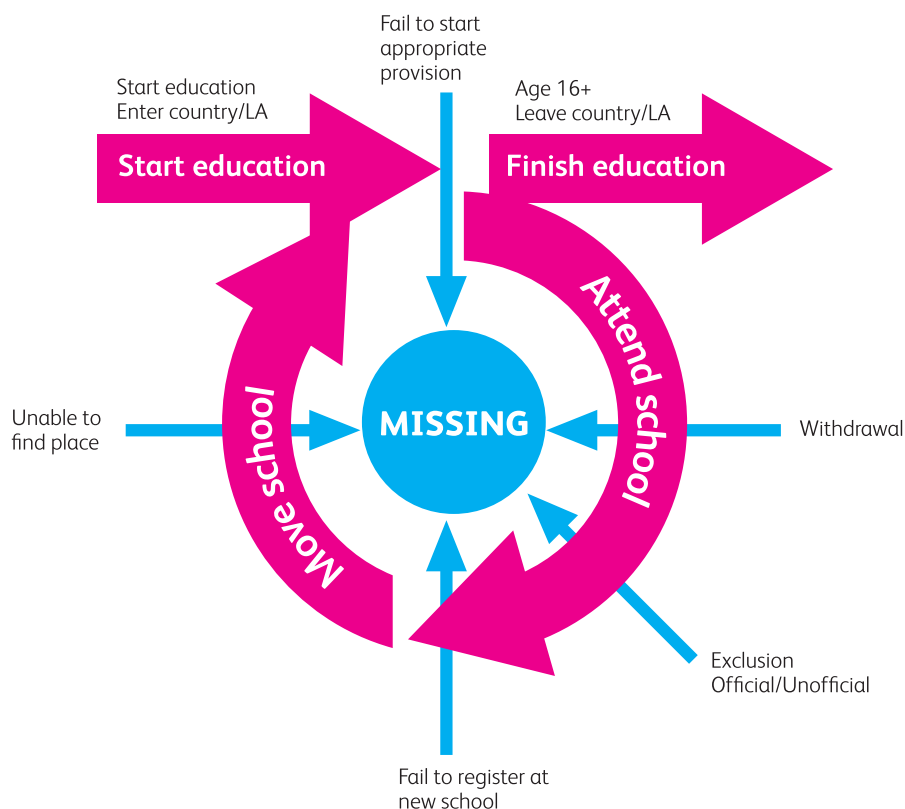 Fail to start
appropriate
provision
Start education
Enter country/LA
Age 16+
Leave country/LA
Start education
Finish education
Attend school
Move school
MISSING
Unable to
find place
Withdrawal
Exclusion
Official/Unofficial
Fail to register at
new school